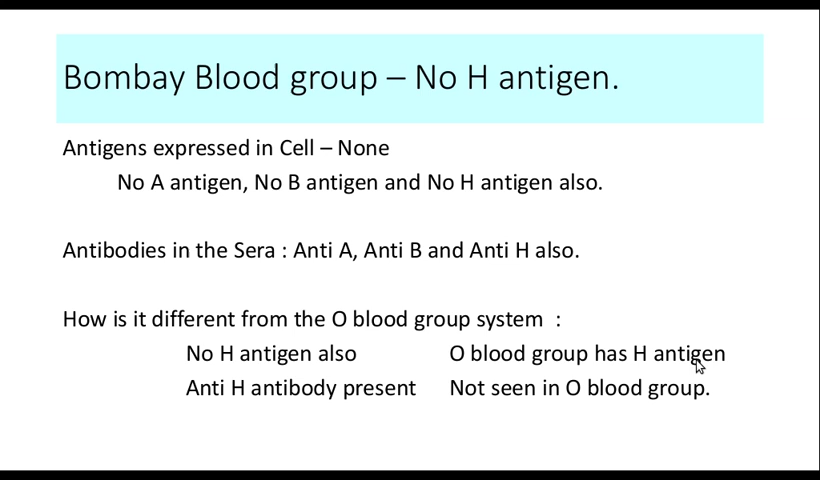 Bombay Blood group – No H antigen.
Antigens expressed in Cell – None
No A antigen, No B antigen and No H antigen also.
Antibodies in the Sera : Anti A, Anti B and Anti H also.
How is it different from the O blood group system :
No H antigen also O blood group has H antigen
Anti H antibody present Not seen in O blood group.